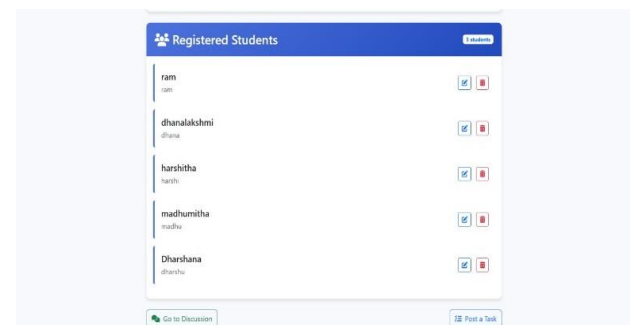 Registered Students
5 students
ram
ram
dhanalakshmi
dhana
harshitha
harshi
madhumitha
madhu
Dharshana
dharshu
Go to Discussion
Post a Task